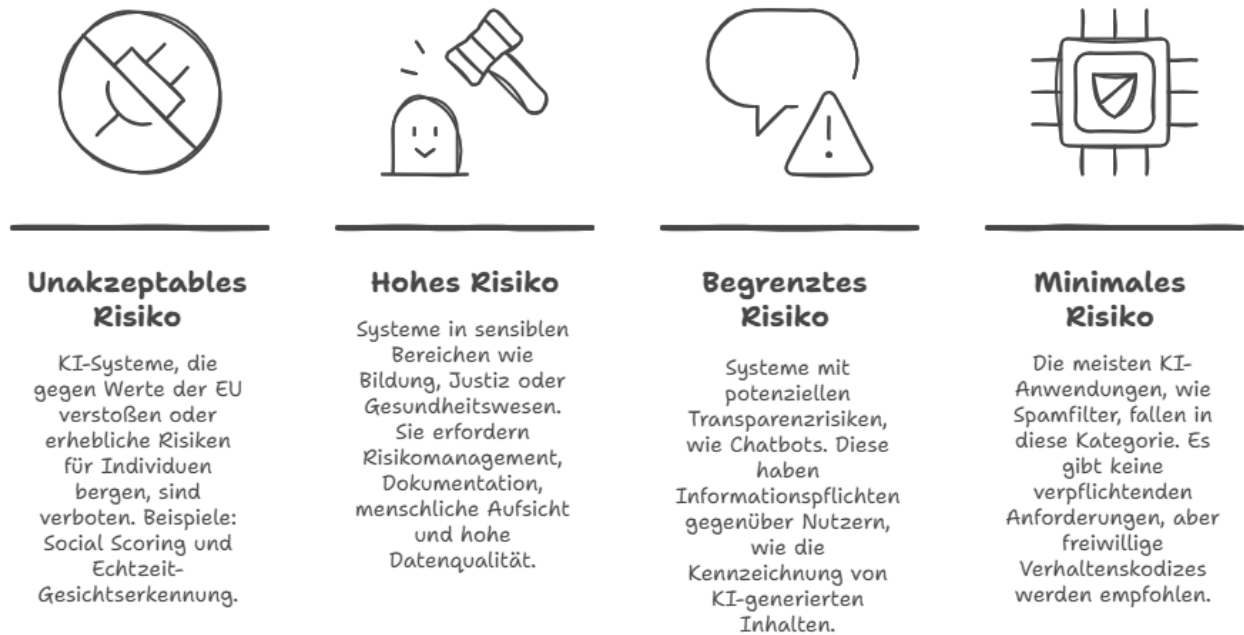 Unakzeptables
Risiko
KI-Systeme, die
gegen Werte der EU
verstoßen oder
erhebliche Risiken
für Individuen
bergen, sind
verboten. Beispiele:
Social Scoring und
Echtzeit-
Gesichtserkennung.
Hohes Risiko
Systeme in sensiblen
Bereichen wie
Bildung, Justiz oder
Gesundheitswesen.
Sie erfordern
Risikomanagement,
Dokumentation,
menschliche Aufsicht
und hohe
Datenqualität.
Begrenztes
Risiko
Systeme mit
potenziellen
Transparenzrisiken,
wie Chatbots. Diese
haben
Informationspflichten
gegenüber Nutzern,
wie die
Kennzeichnung von
KI-generierten
Inhalten.
Minimales
Risiko
Die meisten KI-
Anwendungen, wie
Spamfilter, fallen in
diese Kategorie. Es
gibt keine
verpflichtenden
Anforderungen, aber
freiwillige
Verhaltenskodizes
werden empfohlen.